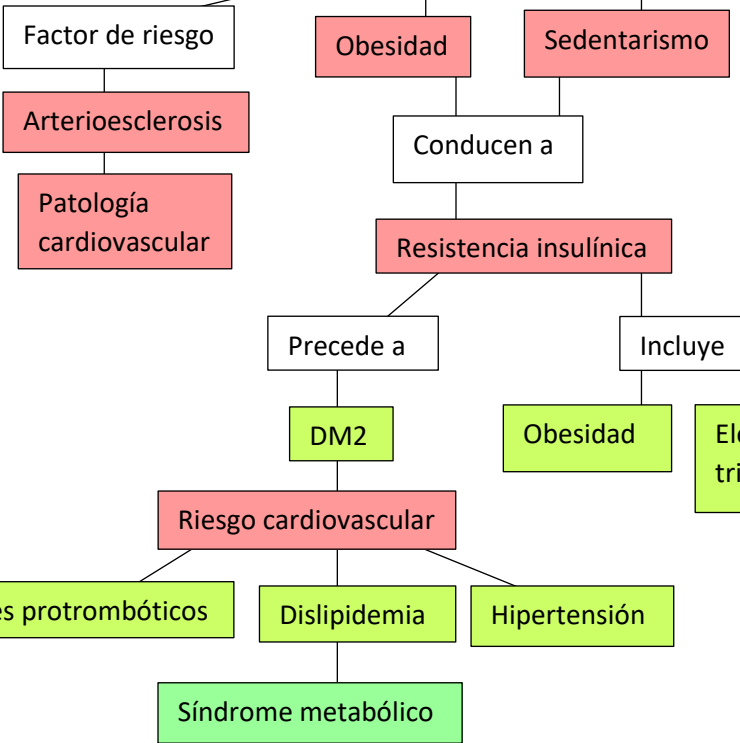 Factor de riesgo
Obesidad
Sedentarismo
Arterioesclerosis
Conducen a
Patología
cardiovascular
Resistencia insulínica
Precede a
Incluye
DM2
Obesidad
Riesgo cardiovascular
protrombóticos
Dislipidemia
Hipertensión
Síndrome metabólico